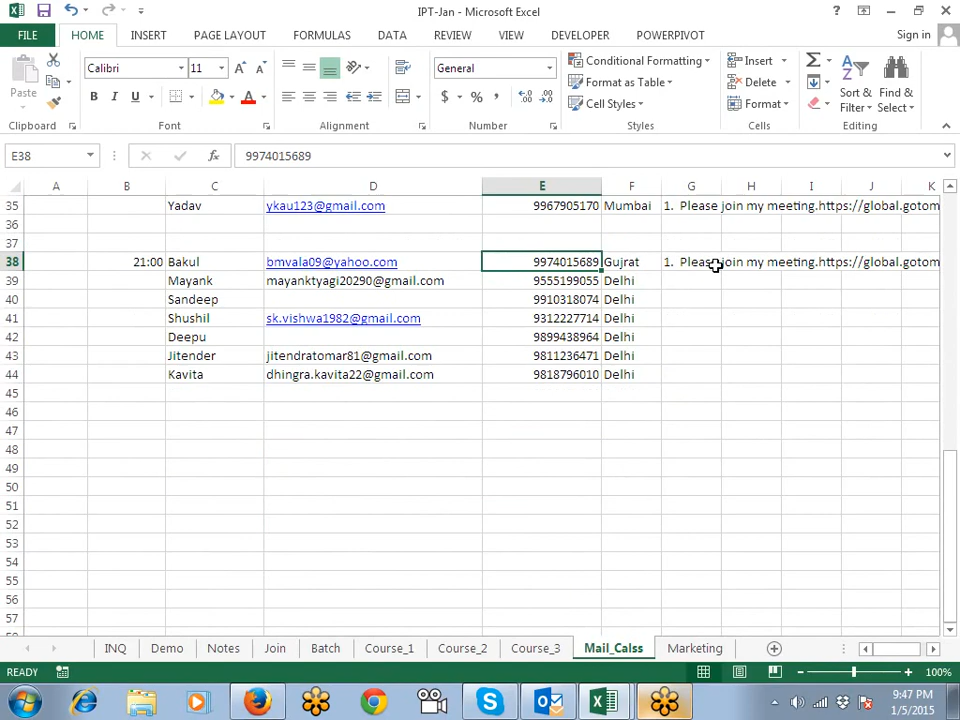 IPT-Jan - Microsoft Excel
FILE HOME INSERT PAGE LAYOUT FORMULAS DATA REVIEW VIEW DEVELOPER POWERPIVOT Sign in
Paste Calibri 11 General Conditional Formatting Insert
B I U $ % Format as Table Delete Sort & Find &
Cell Styles Format Filter Select
Clipboard Font Alignment Number Styles Cells Editing
E38 fx 9974015689
A B C D E F G H I J K
35 Yadav ykau123@gmail.com 9967905170 Mumbai 1. Please join my meeting.https://global.gotom
36
37
38 21:00 Bakul bmvala09@yahoo.com 9974015689 Gujrat 1. Please join my meeting.https://global.gotom
39 Mayank mayanktyagi20290@gmail.com 9555199055 Delhi
40 Sandeep 9910318074 Delhi
41 Shushil sk.vishwa1982@gmail.com 9312227714 Delhi
42 Deepu 9899438964 Delhi
43 Jitender jitendratomar81@gmail.com 9811236471 Delhi
44 Kavita dhingra.kavita22@gmail.com 9818796010 Delhi
45
46
47
48
49
50
51
52
53
54
55
56
57
INQ Demo Notes Join Batch Course_1 Course_2 Course_3 Mail_Calss Marketing
READY 100%
9:47 PM
1/5/2015